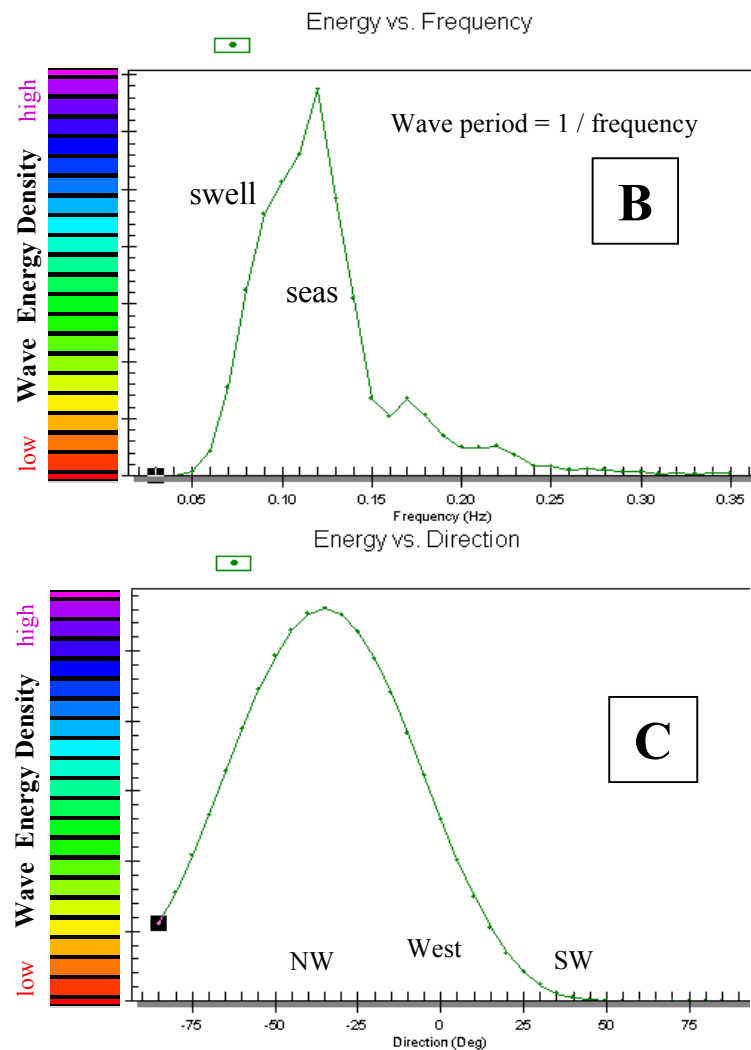 Energy vs. Frequency
high
Wave Energy Density
low
Wave period = 1 / frequency
B
swell
seas
0.05 0.10 0.15 0.20 0.25 0.30 0.35
Frequency (Hz)
Energy vs. Direction
high
Wave Energy Density
low
C
NW
West
SW
-75 -50 -25 0 25 50 75
Direction (Deg)